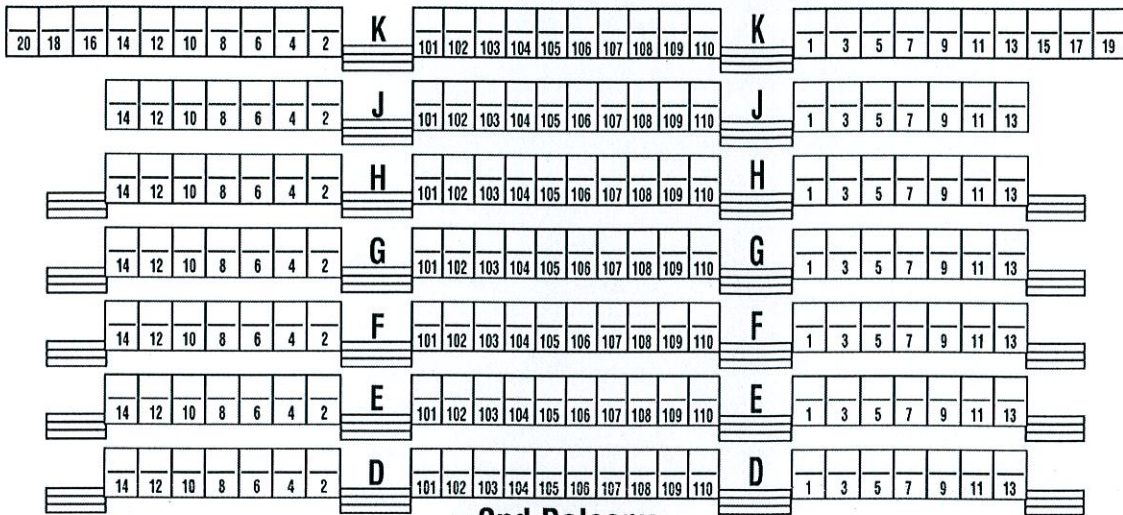 20 18 16 14 12 10 8 6 4 2 K 101 102 103 104 105 106 107 108 109 110 K 1 3 5 7 9 11 13 15 17 19
14 12 10 8 6 4 2 J 101 102 103 104 105 106 107 108 109 110 J 1 3 5 7 9 11 13
14 12 10 8 6 4 2 H 101 102 103 104 105 106 107 108 109 110 H 1 3 5 7 9 11 13
14 12 10 8 6 4 2 G 101 102 103 104 105 106 107 108 109 110 G 1 3 5 7 9 11 13
14 12 10 8 6 4 2 F 101 102 103 104 105 106 107 108 109 110 F 1 3 5 7 9 11 13
14 12 10 8 6 4 2 E 101 102 103 104 105 106 107 108 109 110 E 1 3 5 7 9 11 13
14 12 10 8 6 4 2 D 101 102 103 104 105 106 107 108 109 110 D 1 3 5 7 9 11 13
2nd Balcony